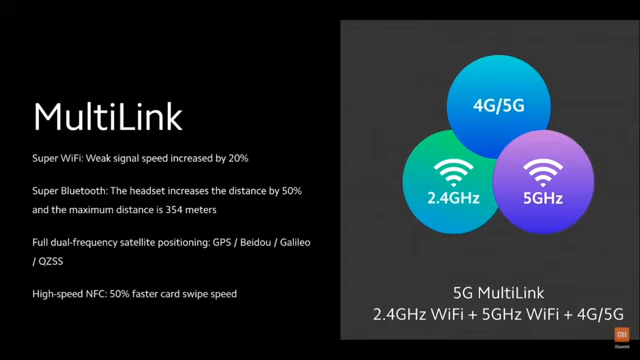 MultiLink
Super WiFi: Weak signal speed increased by 20%
Super Bluetooth: The headset increases the distance by 50%
and the maximum distance is 354 meters
Full dual-frequency satellite positioning: GPS / Beidou / Galileo
/ QZSS
High-speed NFC: 50% faster card swipe speed
4G/5G
2.4GHz
5GHz
5G MultiLink
2.4GHz WiFi + 5GHz WiFi + 4G/5G
mi
Xiaomi